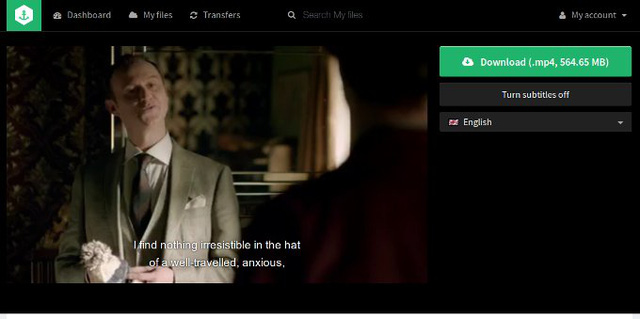 Dashboard
My files
Transfers
Search My files
My account
Download (.mp4, 564.65 MB)
Turn subtitles off
English
I find nothing irresistible in the hat
of a well-travelled, anxious,